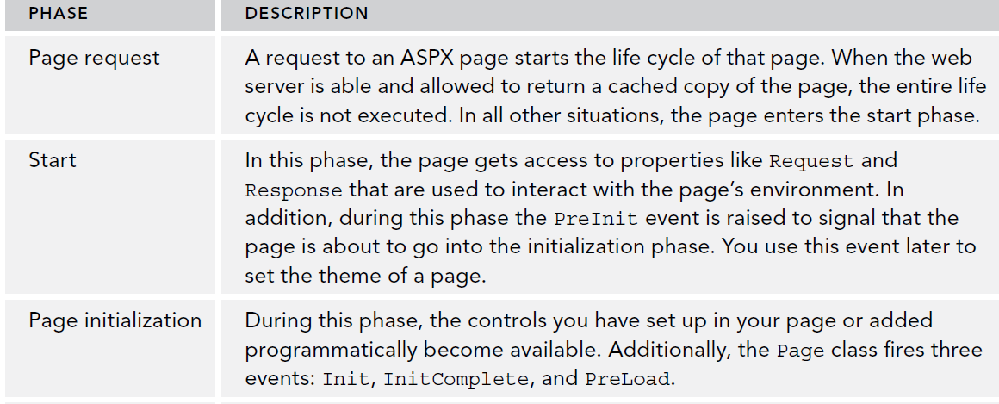 PHASE DESCRIPTION
Page request A request to an ASPX page starts the life cycle of that page. When the web
server is able and allowed to return a cached copy of the page, the entire life
cycle is not executed. In all other situations, the page enters the start phase.
Start In this phase, the page gets access to properties like Request and
Response that are used to interact with the page’s environment. In
addition, during this phase the PreInit event is raised to signal that the
page is about to go into the initialization phase. You use this event later to
set the theme of a page.
Page initialization During this phase, the controls you have set up in your page or added
programmatically become available. Additionally, the Page class fires three
events: Init, InitComplete, and PreLoad.